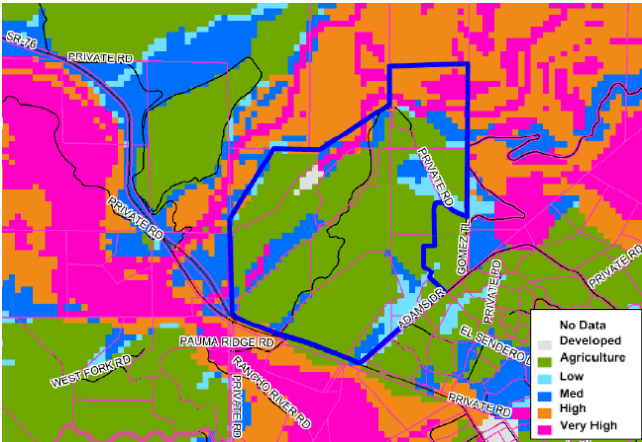 SR-76
PRIVATE RD
PRIVATE RD
PRIVATE RD
GOMEZ TL
PRIVATE RD
PRIVATE RD
ADAMS DR
PAUMA RIDGE RD
EL SENDERO D
WEST FORK RD
RANCHO RIVER RD
PRIVATE RD
PRIVATE RD
No Data
Developed
Agriculture
Low
Med
High
Very High